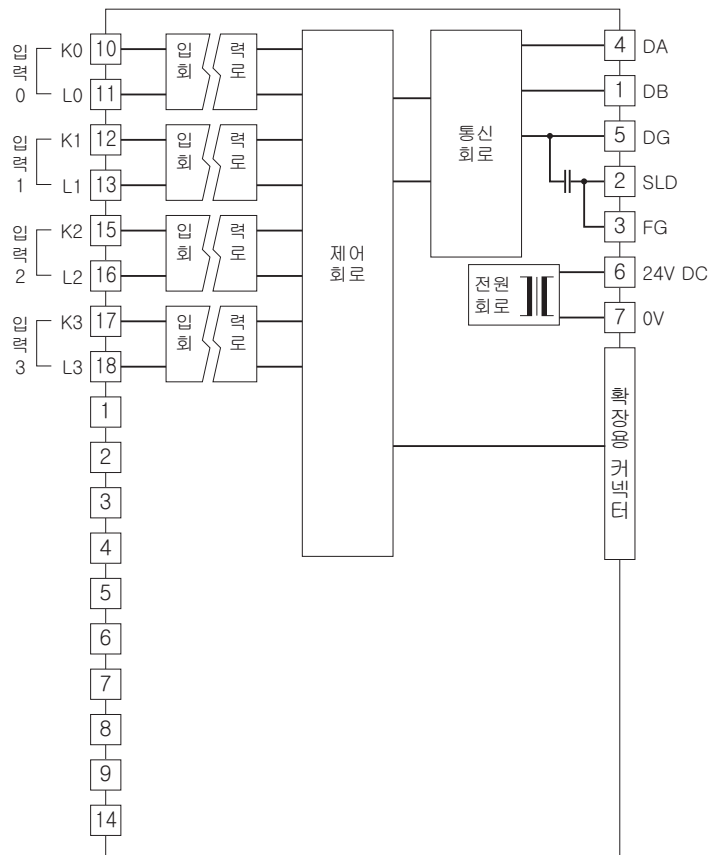 입력 0
K0 10
L0 11
입력회로
입력 1
K1 12
L1 13
입력회로
입력 2
K2 15
L2 16
입력회로
입력 3
K3 17
L3 18
입력회로
1
2
3
4
5
6
7
8
9
14
제어
회로
통신
회로
전원
회로
4 DA
1 DB
5 DG
2 SLD
3 FG
6 24V DC
7 0V
확장용 커넥터